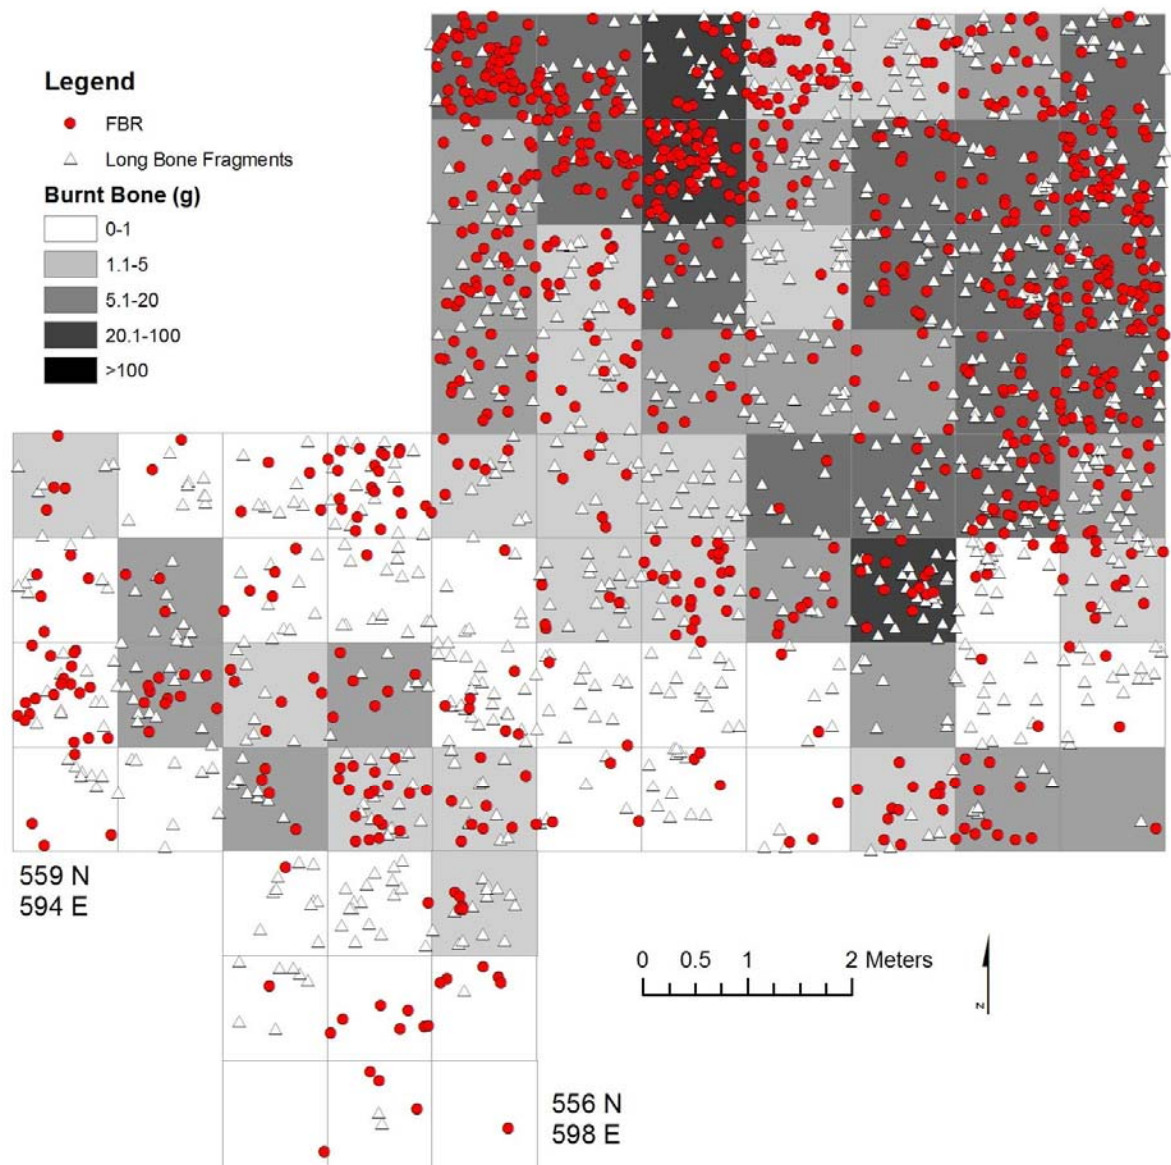 Legend
FBR
Long Bone Fragments
Burnt Bone (g)
0-1
1.1-5
5.1-20
20.1-100
>100
559 N
594 E
0 0.5 1 2 Meters
N
556 N
598 E